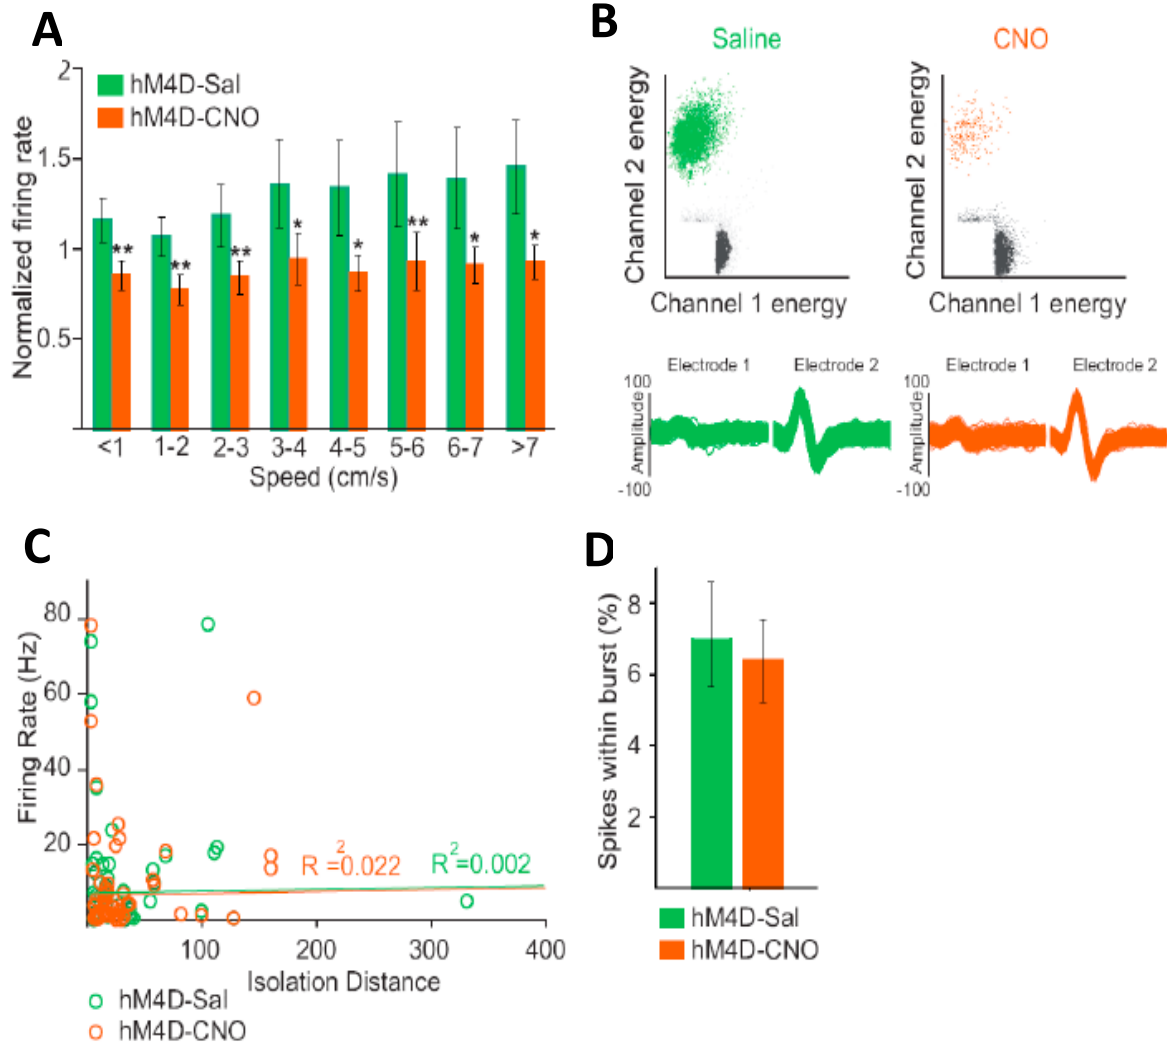 A
2
hM4D-Sal
hM4D-CNO
1.5
1
0.5
Normalized firing rate
** ** ** * * ** * *
<1 1-2 2-3 3-4 4-5 5-6 6-7 >7
Speed (cm/s)
B
Saline
CNO
Channel 2 energy
Channel 1 energy
Channel 2 energy
Channel 1 energy
Electrode 1 Electrode 2
100
Amplitude
-100
Electrode 1 Electrode 2
100
Amplitude
-100
C
80
60
40
20
Firing Rate (Hz)
R²=0.022
R²=0.002
100 200 300 400
Isolation Distance
hM4D-Sal
hM4D-CNO
D
8
6
4
2
Spikes within burst (%)
hM4D-Sal
hM4D-CNO